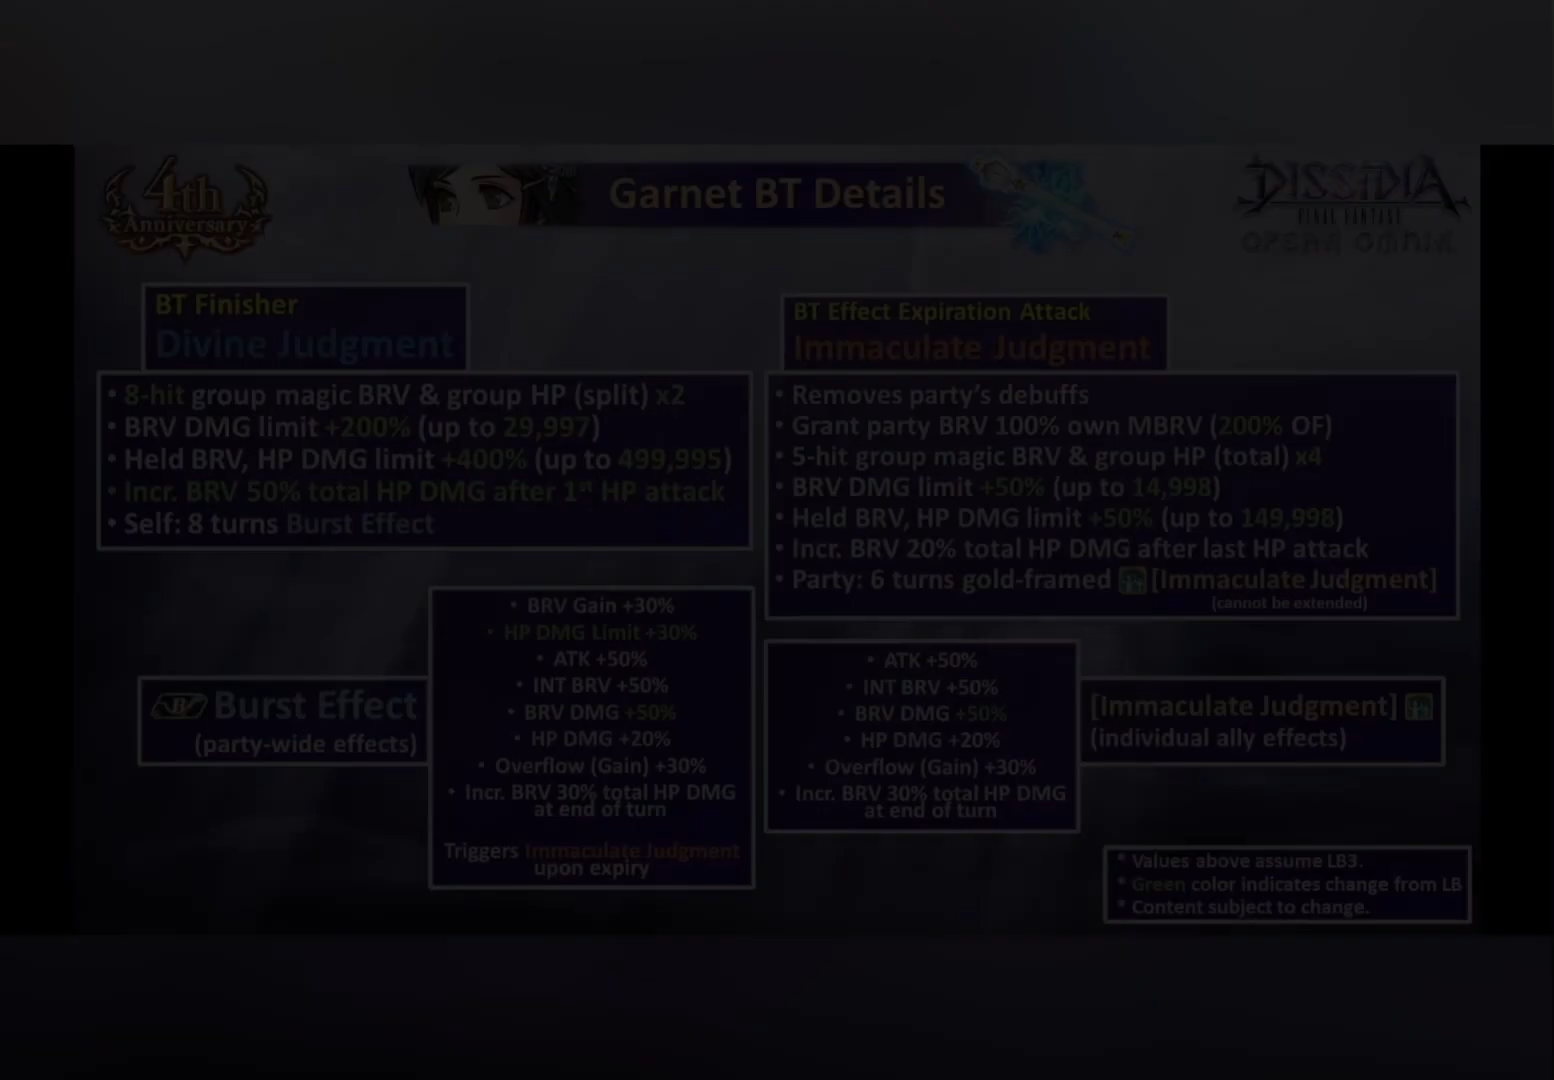 4th
Anniversary
Garnet BT Details
DISSIDIA
FINAL FANTASY
OPERA OMNIA
BT Finisher
Divine Judgment
• 8-hit group magic BRV & group HP (split) x2
• BRV DMG limit +200% (up to 29,997)
• Held BRV, HP DMG limit +400% (up to 499,995)
• Incr. BRV 50% total HP DMG after 1st HP attack
• Self: 8 turns Burst Effect
B Burst Effect
(party-wide effects)
• BRV Gain +30%
• HP DMG Limit +30%
• ATK +50%
• INT BRV +50%
• BRV DMG +50%
• HP DMG +20%
• Overflow (Gain) +30%
• Incr. BRV 30% total HP DMG
at end of turn
Triggers Immaculate Judgment
upon expiry
BT Effect Expiration Attack
Immaculate Judgment
• Removes party's debuffs
• Grant party BRV 100% own MBRV (200% OF)
• 5-hit group magic BRV & group HP (total) x4
• BRV DMG limit +50% (up to 14,998)
• Held BRV, HP DMG limit +50% (up to 149,998)
• Incr. BRV 20% total HP DMG after last HP attack
• Party: 6 turns gold-framed [Immaculate Judgment]
(cannot be extended)
• ATK +50%
• INT BRV +50%
• BRV DMG +50%
• HP DMG +20%
• Overflow (Gain) +30%
• Incr. BRV 30% total HP DMG
at end of turn
[Immaculate Judgment]
(individual ally effects)
* Values above assume LB3.
* Green color indicates change from LB
* Content subject to change.